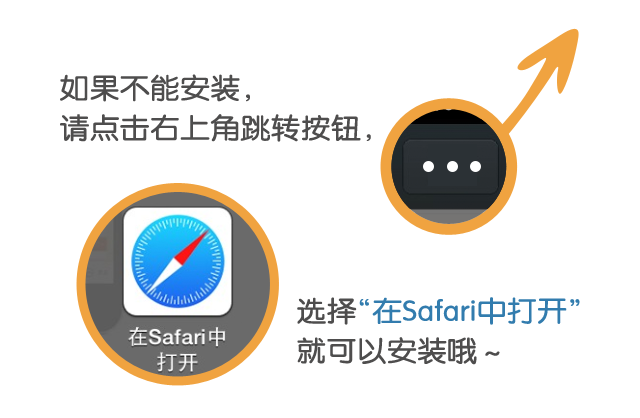 如果不能安装，
请点击右上角跳转按钮，
在Safari中
打开
选择“在Safari中打开”
就可以安装哦～